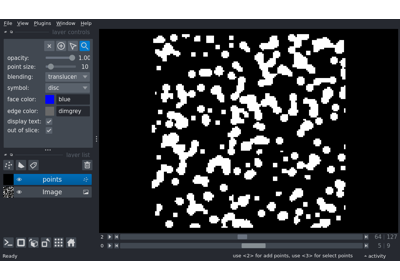 File View Plugins Window Help
layer controls
opacity: 1.00
point size: 10
blending: translucen
symbol: disc
face color: blue
edge color: dimgrey
display text:
out of slice:
layer list
points
Image
2 64 127
0 5 9
Ready use <2> for add points, use <3> for select points activity